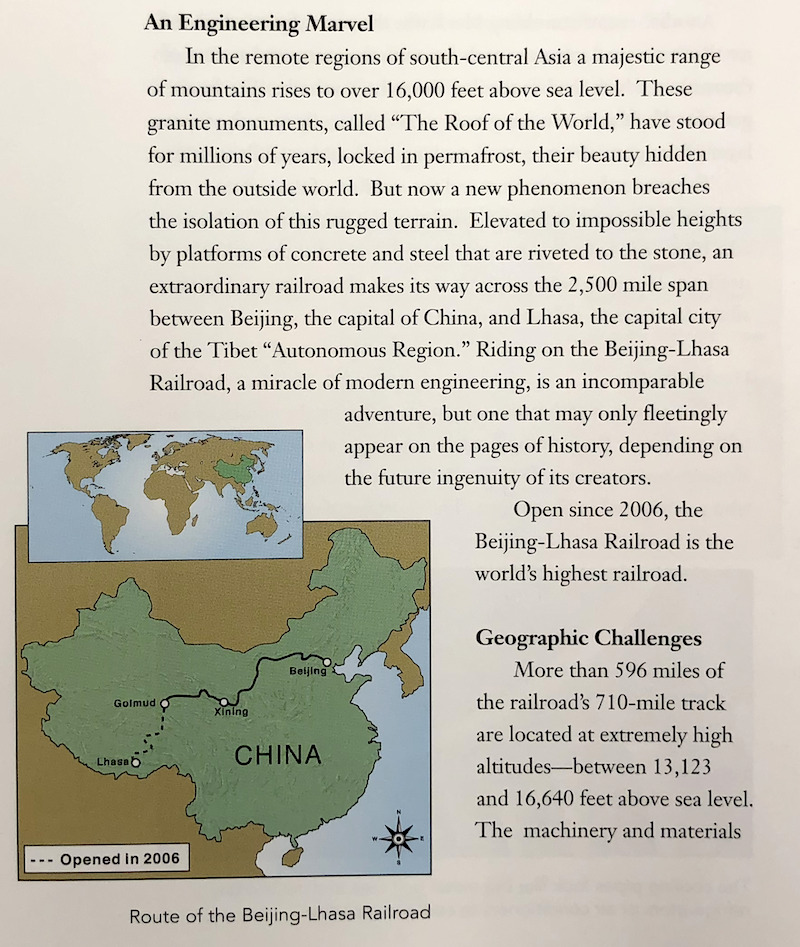 An Engineering Marvel
In the remote regions of south-central Asia a majestic range
of mountains rises to over 16,000 feet above sea level. These
granite monuments, called “The Roof of the World,” have stood
for millions of years, locked in permafrost, their beauty hidden
from the outside world. But now a new phenomenon breaches
the isolation of this rugged terrain. Elevated to impossible heights
by platforms of concrete and steel that are riveted to the stone, an
extraordinary railroad makes its way across the 2,500 mile span
between Beijing, the capital of China, and Lhasa, the capital city
of the Tibet “Autonomous Region.” Riding on the Beijing-Lhasa
Railroad, a miracle of modern engineering, is an incomparable
adventure, but one that may only fleetingly
appear on the pages of history, depending on
the future ingenuity of its creators.
Open since 2006, the
Beijing-Lhasa Railroad is the
world’s highest railroad.
Geographic Challenges
More than 596 miles of
the railroad’s 710-mile track
are located at extremely high
altitudes—between 13,123
and 16,640 feet above sea level.
The machinery and materials
Beijing
Golmud
Xining
Lhasa
CHINA
N
W
E
S
--- Opened in 2006
Route of the Beijing-Lhasa Railroad